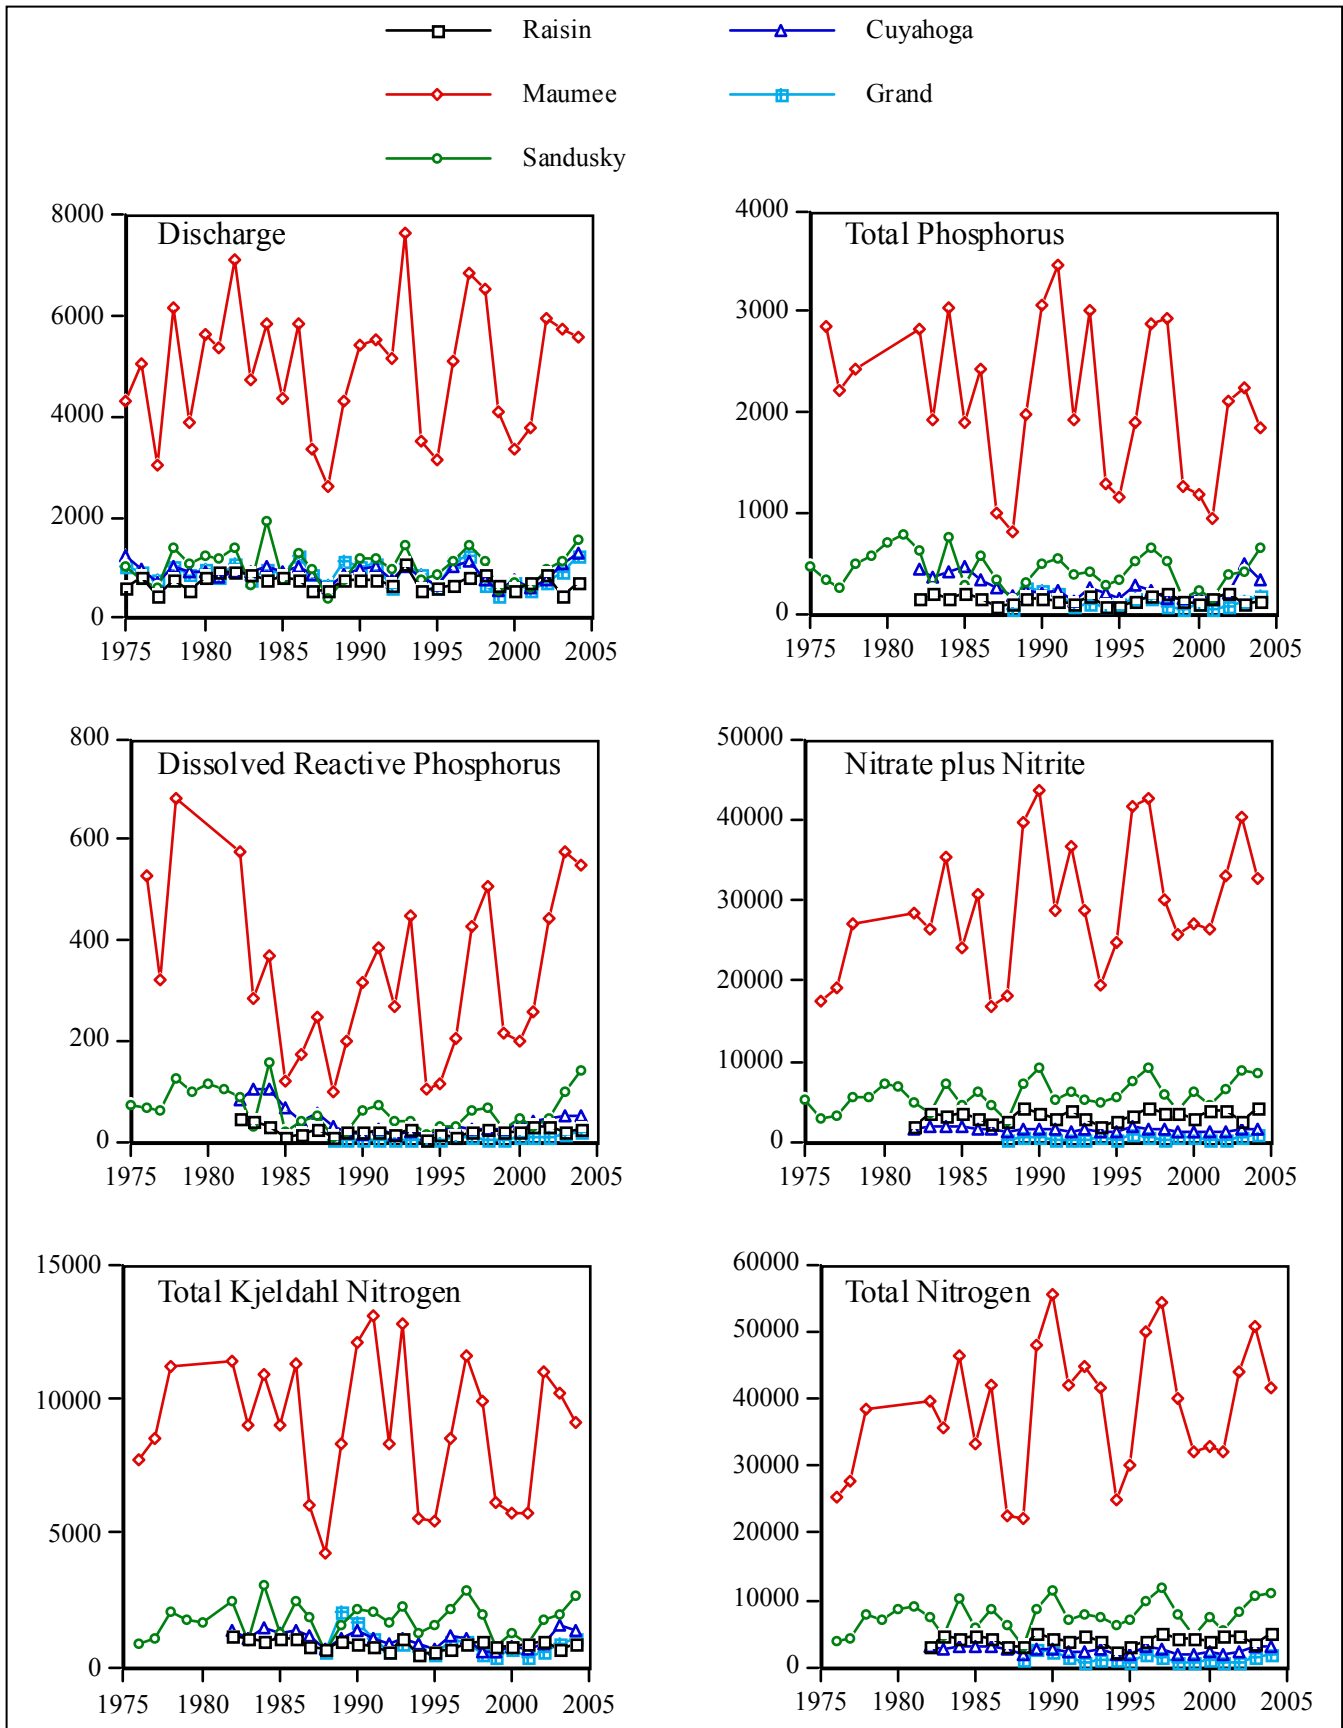 Raisin
Cuyahoga
Maumee
Grand
Sandusky
Discharge
8000
6000
4000
2000
0
1975 1980 1985 1990 1995 2000 2005
Total Phosphorus
4000
3000
2000
1000
0
1975 1980 1985 1990 1995 2000 2005
Dissolved Reactive Phosphorus
800
600
400
200
0
1975 1980 1985 1990 1995 2000 2005
Nitrate plus Nitrite
50000
40000
30000
20000
10000
0
1975 1980 1985 1990 1995 2000 2005
Total Kjeldahl Nitrogen
15000
10000
5000
0
1975 1980 1985 1990 1995 2000 2005
Total Nitrogen
60000
50000
40000
30000
20000
10000
0
1975 1980 1985 1990 1995 2000 2005